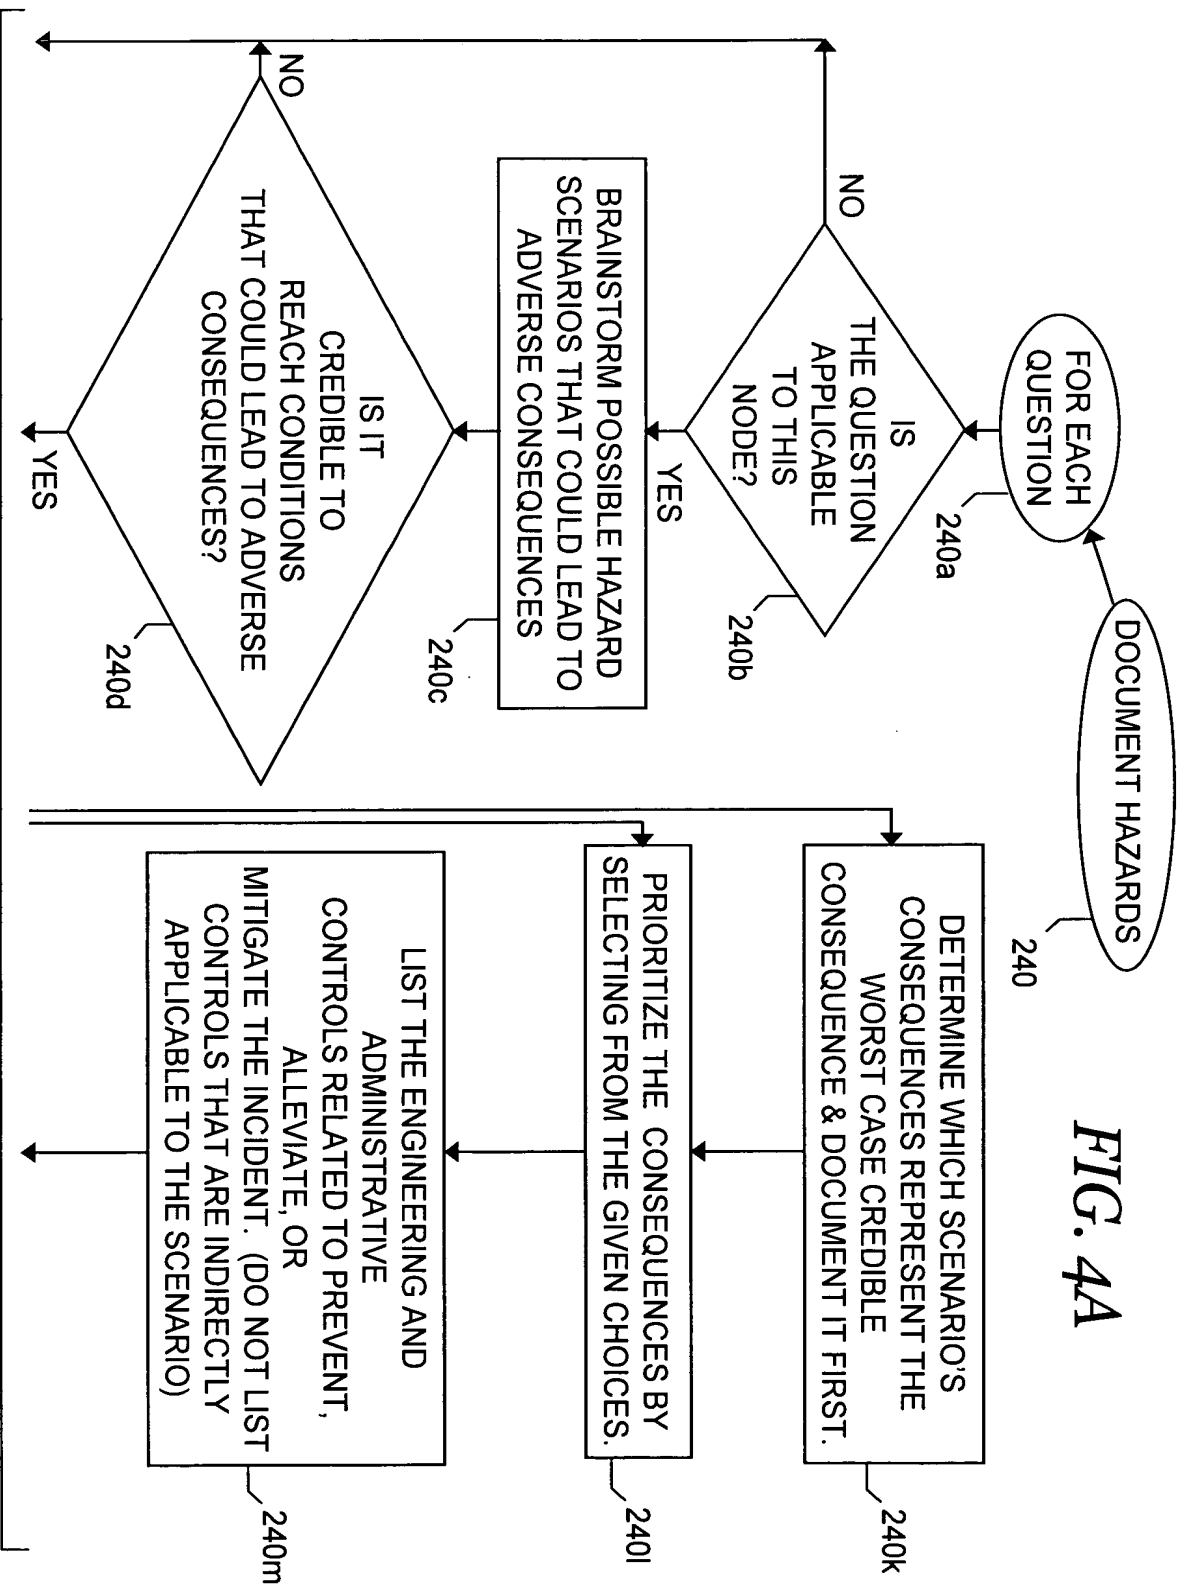 FIG. 4A
DOCUMENT HAZARDS
240
FOR EACH
QUESTION
240a
IS
THE QUESTION
APPLICABLE
TO THIS
NODE?
240b
NO
YES
BRAINSTORM POSSIBLE HAZARD
SCENARIOS THAT COULD LEAD TO
ADVERSE CONSEQUENCES
240c
IS IT
CREDIBLE TO
REACH CONDITIONS
THAT COULD LEAD TO ADVERSE
CONSEQUENCES?
240d
NO
YES
DETERMINE WHICH SCENARIO'S
CONSEQUENCES REPRESENT THE
WORST CASE CREDIBLE
CONSEQUENCE & DOCUMENT IT FIRST.
240k
PRIORITIZE THE CONSEQUENCES BY
SELECTING FROM THE GIVEN CHOICES.
240l
LIST THE ENGINEERING AND
ADMINISTRATIVE
CONTROLS RELATED TO PREVENT,
ALLEVIATE, OR
MITIGATE THE INCIDENT. (DO NOT LIST
CONTROLS THAT ARE INDIRECTLY
APPLICABLE TO THE SCENARIO)
240m